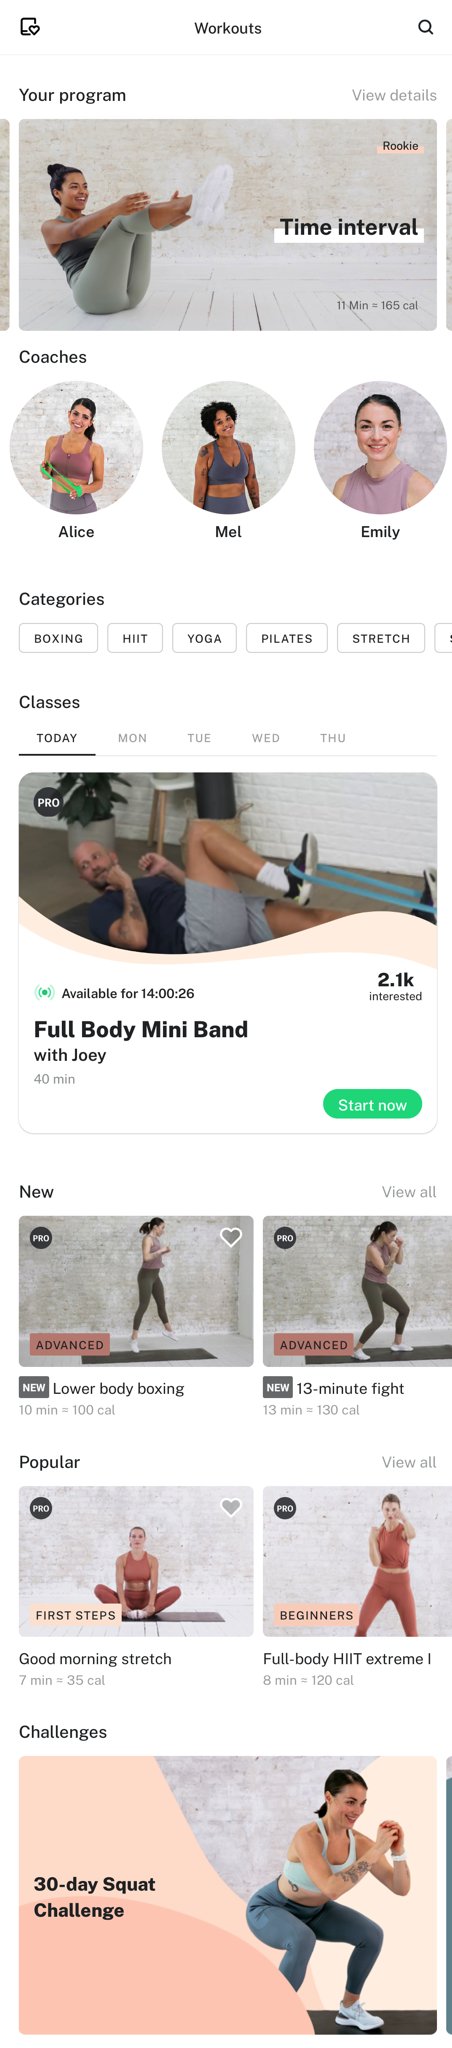 Workouts
Your program
View details
Rookie
Time interval
11 Min = 165 cal
Coaches
Alice
Mel
Emily
Categories
BOXING
HIIT
YOGA
PILATES
STRETCH
Classes
TODAY
MON
TUE
WED
THU
PRO
Available for 14:00:26
2.1k
interested
Full Body Mini Band
with Joey
40 min
Start now
New
View all
PRO
ADVANCED
NEW Lower body boxing
10 min ≈ 100 cal
PRO
ADVANCED
NEW 13-minute fight
13 min ≈ 130 cal
Popular
View all
PRO
FIRST STEPS
Good morning stretch
7 min ≈ 35 cal
PRO
BEGINNERS
Full-body HIIT extreme I
8 min ≈ 120 cal
Challenges
30-day Squat
Challenge